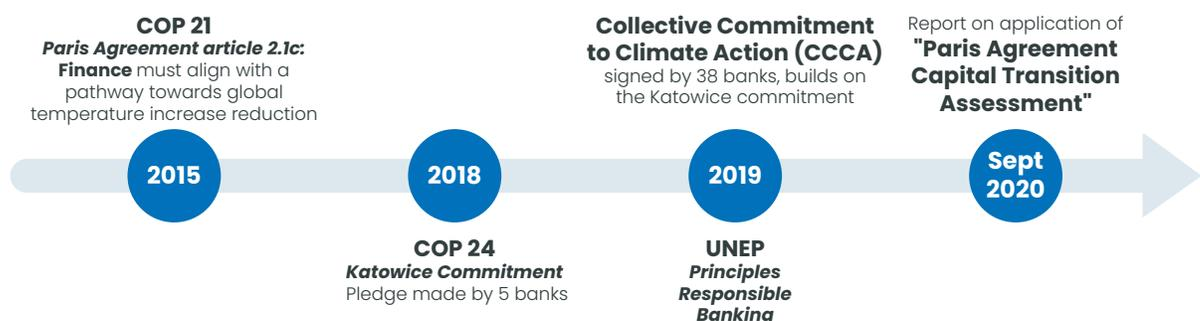 COP 21
Paris Agreement article 2.1c:
Finance must align with a
pathway towards global
temperature increase reduction
2015
2018
COP 24
Katowice Commitment
Pledge made by 5 banks
Collective Commitment
to Climate Action (CCCA)
signed by 38 banks, builds on
the Katowice commitment
2019
UNEP
Principles
Responsible
Banking
Report on application of
"Paris Agreement
Capital Transition
Assessment"
Sept
2020